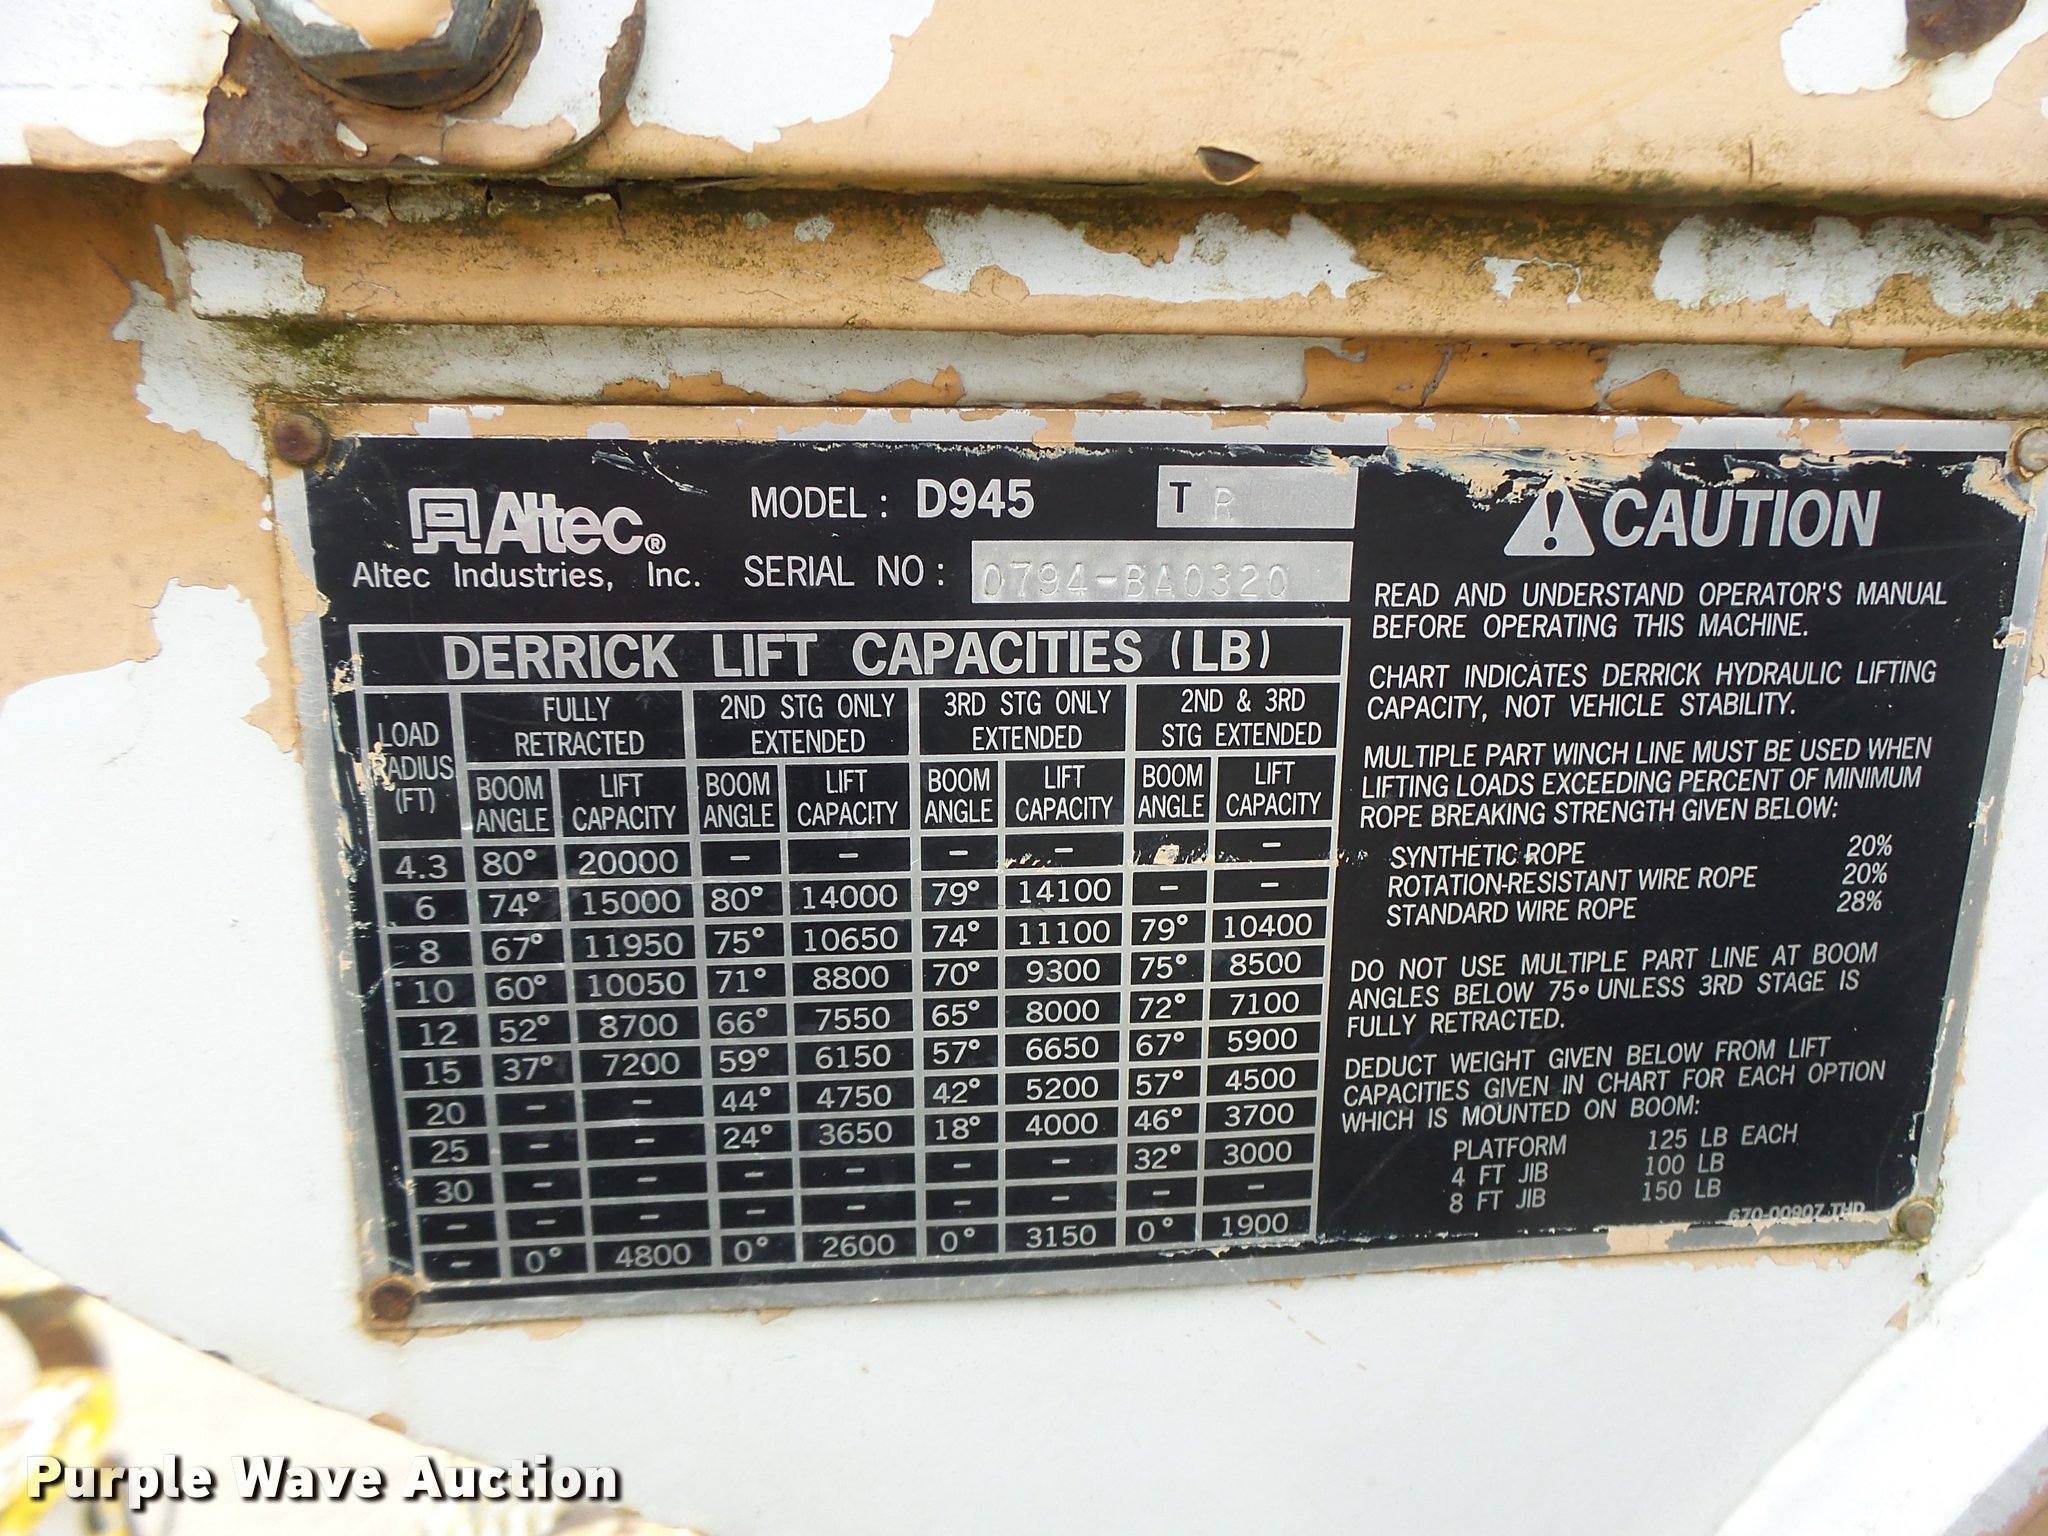 Altec®
Altec Industries, Inc.
MODEL : D945 T R
SERIAL NO : 0794-BA0320
DERRICK LIFT CAPACITIES (LB)
LOAD RADIUS (FT)
FULLY RETRACTED
2ND STG ONLY EXTENDED
3RD STG ONLY EXTENDED
2ND & 3RD STG EXTENDED
BOOM ANGLE LIFT CAPACITY BOOM ANGLE LIFT CAPACITY BOOM ANGLE LIFT CAPACITY BOOM ANGLE LIFT CAPACITY
4.3 80° 20000 – – – – – –
6 74° 15000 80° 14000 79° 14100 – –
8 67° 11950 75° 10650 74° 11100 79° 10400
10 60° 10050 71° 8800 70° 9300 75° 8500
12 52° 8700 66° 7550 65° 8000 72° 7100
15 37° 7200 59° 6150 57° 6650 67° 5900
20 – – 44° 4750 42° 5200 57° 4500
25 – – 24° 3650 18° 4000 46° 3700
30 – – – – – – 32° 3000
– – – – – – – – –
– 0° 4800 0° 2600 0° 3150 0° 1900
CAUTION
READ AND UNDERSTAND OPERATOR'S MANUAL
BEFORE OPERATING THIS MACHINE.
CHART INDICATES DERRICK HYDRAULIC LIFTING
CAPACITY, NOT VEHICLE STABILITY.
MULTIPLE PART WINCH LINE MUST BE USED WHEN
LIFTING LOADS EXCEEDING PERCENT OF MINIMUM
ROPE BREAKING STRENGTH GIVEN BELOW:
SYNTHETIC ROPE 20%
ROTATION-RESISTANT WIRE ROPE 20%
STANDARD WIRE ROPE 28%
DO NOT USE MULTIPLE PART LINE AT BOOM
ANGLES BELOW 75° UNLESS 3RD STAGE IS
FULLY RETRACTED.
DEDUCT WEIGHT GIVEN BELOW FROM LIFT
CAPACITIES GIVEN IN CHART FOR EACH OPTION
WHICH IS MOUNTED ON BOOM:
PLATFORM 125 LB EACH
4 FT JIB 100 LB
8 FT JIB 150 LB
670-00907 THD
Purple Wave Auction